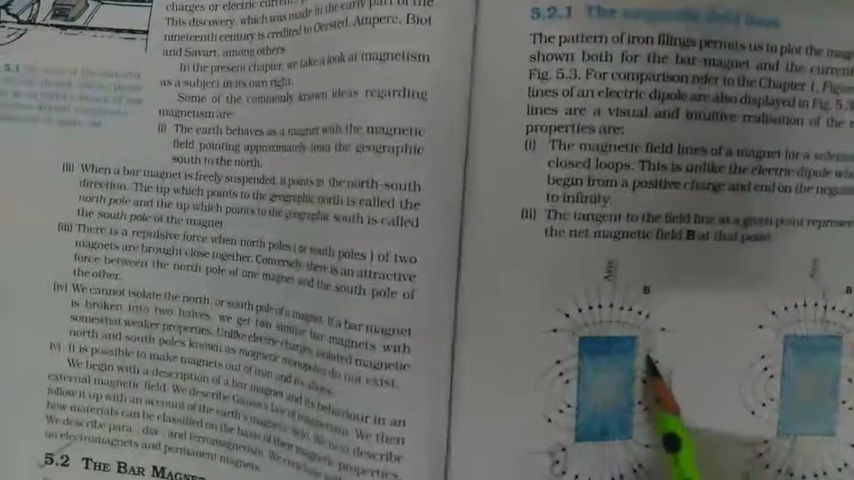 charges or electric
This discovery, which was made in the early part of the
nineteenth century is credited to Oersted, Ampere, Biot
and Savart, among others.
In the present chapter, we take a look at magnetism
as a subject in its own right.
Some of the commonly known ideas regarding
magnetism are:
(i) The earth behaves as a magnet with the magnetic
field pointing approximately from the geographic
south to the north.
(ii) When a bar magnet is freely suspended, it points in the north-south
direction. The tip which points to the geographic north is called the
north pole and the tip which points to the geographic south is called
the south pole of the magnet.
(iii) There is a repulsive force when north poles ( or south poles ) of two
magnets are brought close together. Conversely, there is an attractive
force between the north pole of one magnet and the south pole of
the other.
(iv) We cannot isolate the north, or south pole of a magnet. If a bar magnet
is broken into two halves, we get two similar bar magnets with
somewhat weaker properties. Unlike electric charges, isolated magnetic
north and south poles known as magnetic monopoles do not exist.
(v) It is possible to make magnets out of iron and its alloys.
We begin with a description of a bar magnet and its behaviour in an
external magnetic field. We describe Gauss's law of magnetism. We then
follow it up with an account of the earth's magnetic field. We next describe
how materials can be classified on the basis of their magnetic properties.
We describe para-, dia-, and ferromagnetism. We conclude
on electromagnets and permanent magnets.
5.2 THE BAR
5.1
5.2.1 The magnetic field lines
The pattern of iron filings permits us to plot the
shown both for the bar-magnet and the
Fig. 5.3. For comparison refer to the Chapter 1,
lines of an electric dipole are also displayed in Fig.
lines are a visual and intuitive realisation of the
properties are:
(i) The magnetic field lines of a magnet (or a
closed loops. This is unlike the electric dipole
begin from a positive charge and end on the
to infinity.
(ii) The tangent to the field line at a given point
the net magnetic field B at that point.
Axis
B
Axis
B